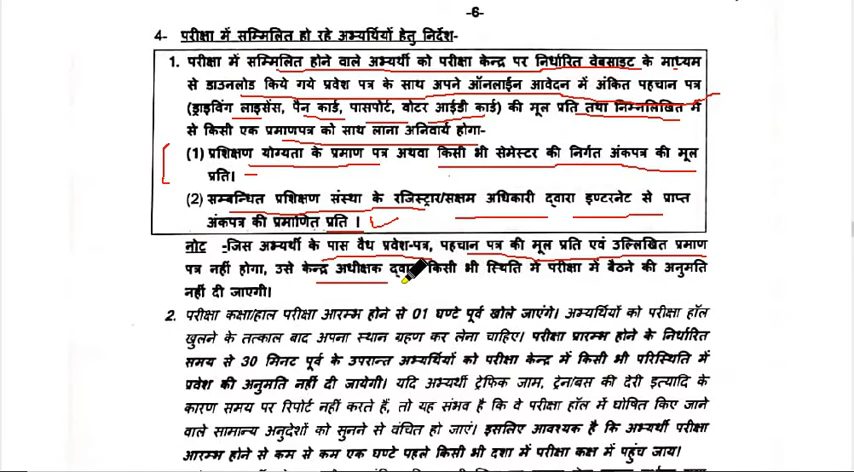 -6-
4- परीक्षा में सम्मिलित हो रहे अभ्यर्थियों हेतु निर्देश-
1. परीक्षा में सम्मिलित होने वाले अभ्यर्थी को परीक्षा केन्द्र पर निर्धारित वेबसाइट के माध्यम
से डाउनलोड किये गये प्रवेश पत्र के साथ अपने ऑनलाईन आवेदन में अंकित पहचान पत्र
(ड्राइविंग लाइसेंस, पैन कार्ड, पासपोर्ट, वोटर आईडी कार्ड) की मूल प्रति तथा निम्नलिखित में
से किसी एक प्रमाणपत्र को साथ लाना अनिवार्य होगा-
(1) प्रशिक्षण योग्यता के प्रमाण पत्र अथवा किसी भी सेमेस्टर की निर्गत अंकपत्र की मूल
प्रति।
(2) सम्बन्धित प्रशिक्षण संस्था के रजिस्ट्रार/सक्षम अधिकारी द्वारा इण्टरनेट से प्राप्त
अंकपत्र की प्रमाणित प्रति ।
नोट -जिस अभ्यर्थी के पास वैध प्रवेश-पत्र, पहचान पत्र की मूल प्रति एवं उल्लिखित प्रमाण
पत्र नहीं होगा, उसे केन्द्र अधीक्षक द्वारा किसी भी स्थिति में परीक्षा में बैठने की अनुमति
नहीं दी जाएगी।
2. परीक्षा कक्षा/हाल परीक्षा आरम्भ होने से 01 घण्टे पूर्व खोले जाएंगे। अभ्यर्थियों को परीक्षा हॉल
खुलने के तत्काल बाद अपना स्थान ग्रहण कर लेना चाहिए। परीक्षा प्रारम्भ होने के निर्धारित
समय से 30 मिनट पूर्व के उपरान्त अभ्यर्थियों को परीक्षा केन्द्र में किसी भी परिस्थिति में
प्रवेश की अनुमति नहीं दी जायेगी। यदि अभ्यर्थी ट्रेफिक जाम, ट्रेन/बस की देरी इत्यादि के
कारण समय पर रिपोर्ट नहीं करते हैं, तो यह संभव है कि वे परीक्षा हॉल में घोषित किए जाने
वाले सामान्य अनुदेशों को सुनने से वंचित हो जाएं। इसलिए आवश्यक है कि अभ्यर्थी परीक्षा
आरम्भ होने से कम से कम एक घण्टे पहले किसी भी दशा में परीक्षा कक्ष में पहुंच जाय।